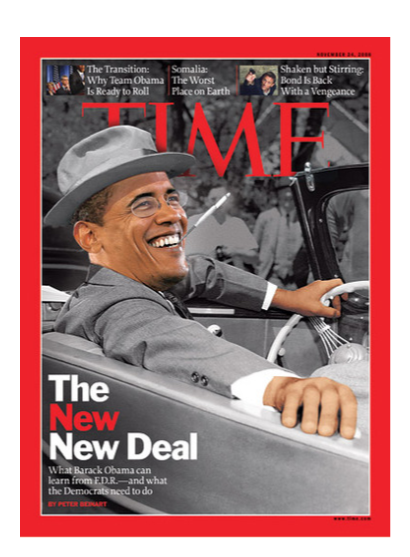 NOVEMBER 24, 2008
The Transition:
Why Team Obama
Is Ready to Roll
Somalia:
The Worst
Place on Earth
Shaken but Stirring:
Bond Is Back
With a Vengeance
TIME
The
New
New Deal
What Barack Obama can
learn from F.D.R.—and what
the Democrats need to do
BY PETER BEINART
WWW.TIME.COM